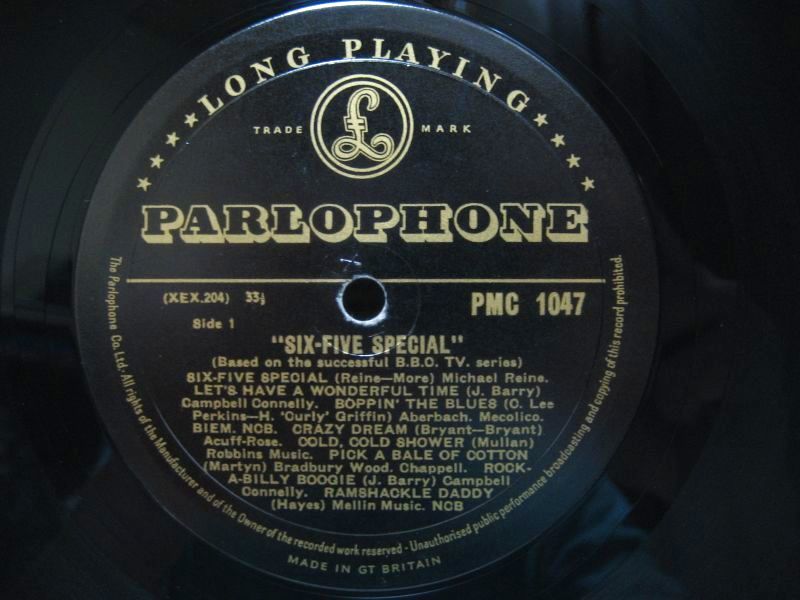 LONG PLAYING
TRADE £ MARK
PARLOPHONE
(XEX.204) 33⅓ PMC 1047
Side 1
"SIX-FIVE SPECIAL"
(Based on the successful B.B.C. TV. series)
SIX-FIVE SPECIAL (Reine—More) Michael Reine.
LET'S HAVE A WONDERFUL TIME (J. Barry)
Campbell Connelly. BOPPIN' THE BLUES (C. Lee
Perkins—H. 'Curly' Griffin) Aberbach. Mecolico.
BIEM. NCB. CRAZY DREAM (Bryant—Bryant)
Acuff-Rose. COLD, COLD SHOWER (Mullan)
Robbins Music. PICK A BALE OF COTTON
(Martyn) Bradbury Wood. Chappell. ROCK-
A-BILLY BOOGIE (J. Barry) Campbell
Connelly. RAMSHACKLE DADDY
(Hayes) Mellin Music. NCB
The Parlophone Co. Ltd. All rights of the Manufacturer and of the Owner of the recorded work reserved - Unauthorised public performance broadcasting and copying of this record prohibited.
MADE IN GT BRITAIN